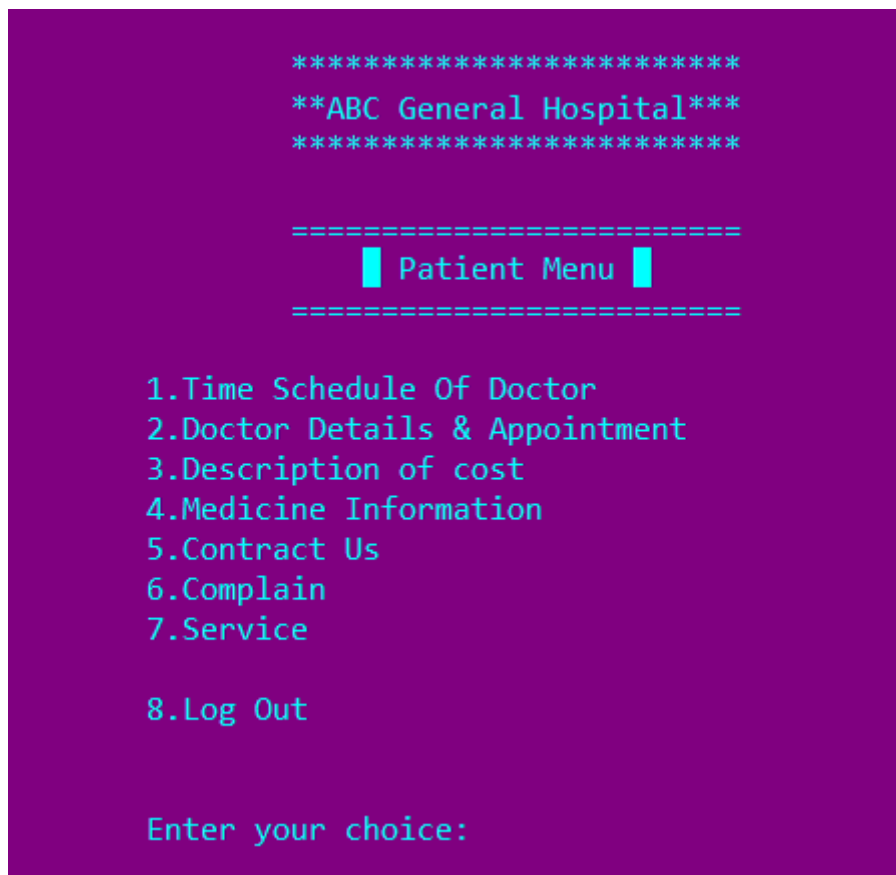 *************************
**ABC General Hospital***
*************************
=========================
█ Patient Menu █
=========================
1.Time Schedule Of Doctor
2.Doctor Details & Appointment
3.Description of cost
4.Medicine Information
5.Contract Us
6.Complain
7.Service
8.Log Out
Enter your choice: